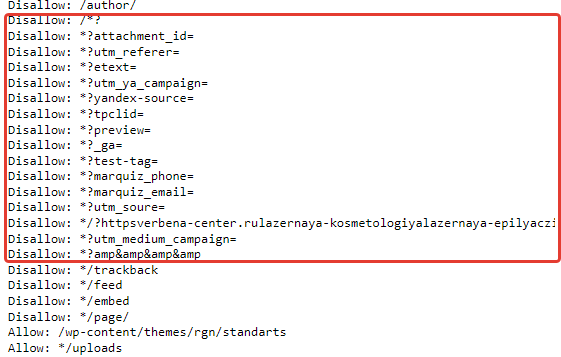 Disallow: /author/
Disallow: /*?
Disallow: *?attachment_id=
Disallow: *?utm_referer=
Disallow: *?etext=
Disallow: *?utm_ya_campaign=
Disallow: *?yandex-source=
Disallow: *?tpclid=
Disallow: *?preview=
Disallow: *?_ga=
Disallow: *?test-tag=
Disallow: *?marquiz_phone=
Disallow: *?marquiz_email=
Disallow: *?utm_soure=
Disallow: */?httpsverbena-center.rulazernaya-kosmetologiyalazernaya-epilyaczi
Disallow: *?utm_medium_campaign=
Disallow: *?amp&amp&amp&amp
Disallow: */trackback
Disallow: */feed
Disallow: */embed
Disallow: */page/
Allow: /wp-content/themes/rgn/standarts
Allow: */uploads